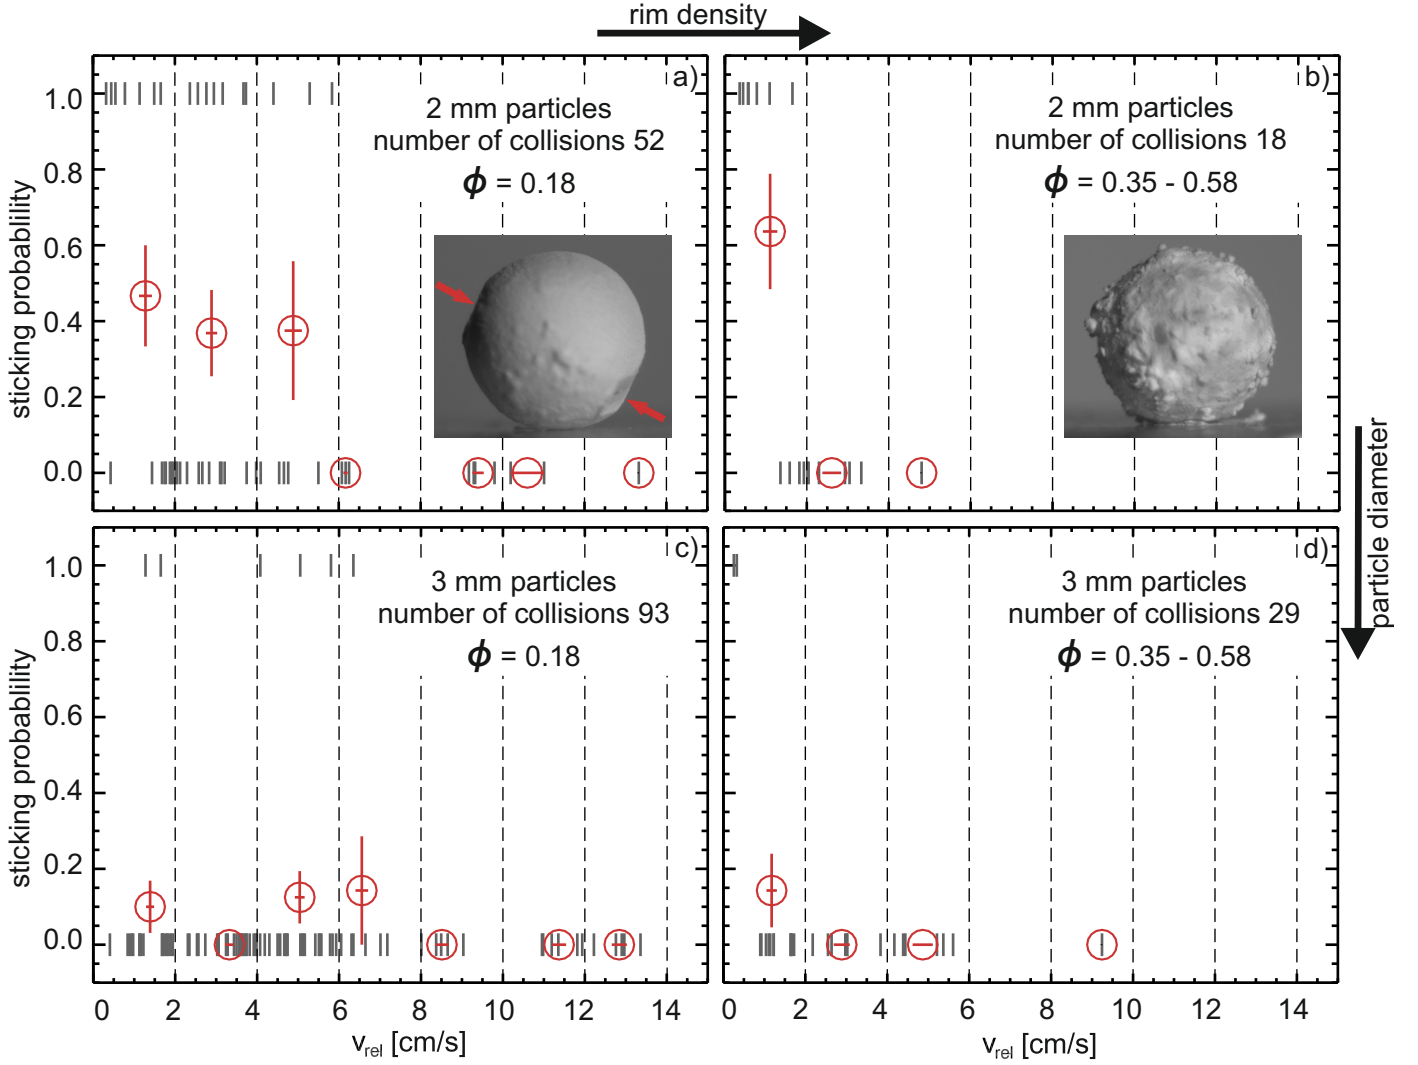 rim density
a)
2 mm particles
number of collisions 52
ϕ = 0.18
b)
2 mm particles
number of collisions 18
ϕ = 0.35 - 0.58
1.0
0.8
0.6
0.4
0.2
0.0
sticking probablility
particle diameter
c)
3 mm particles
number of collisions 93
ϕ = 0.18
d)
3 mm particles
number of collisions 29
ϕ = 0.35 - 0.58
1.0
0.8
0.6
0.4
0.2
0.0
sticking probablility
0 2 4 6 8 10 12 14
0 2 4 6 8 10 12 14
v_rel [cm/s]
v_rel [cm/s]